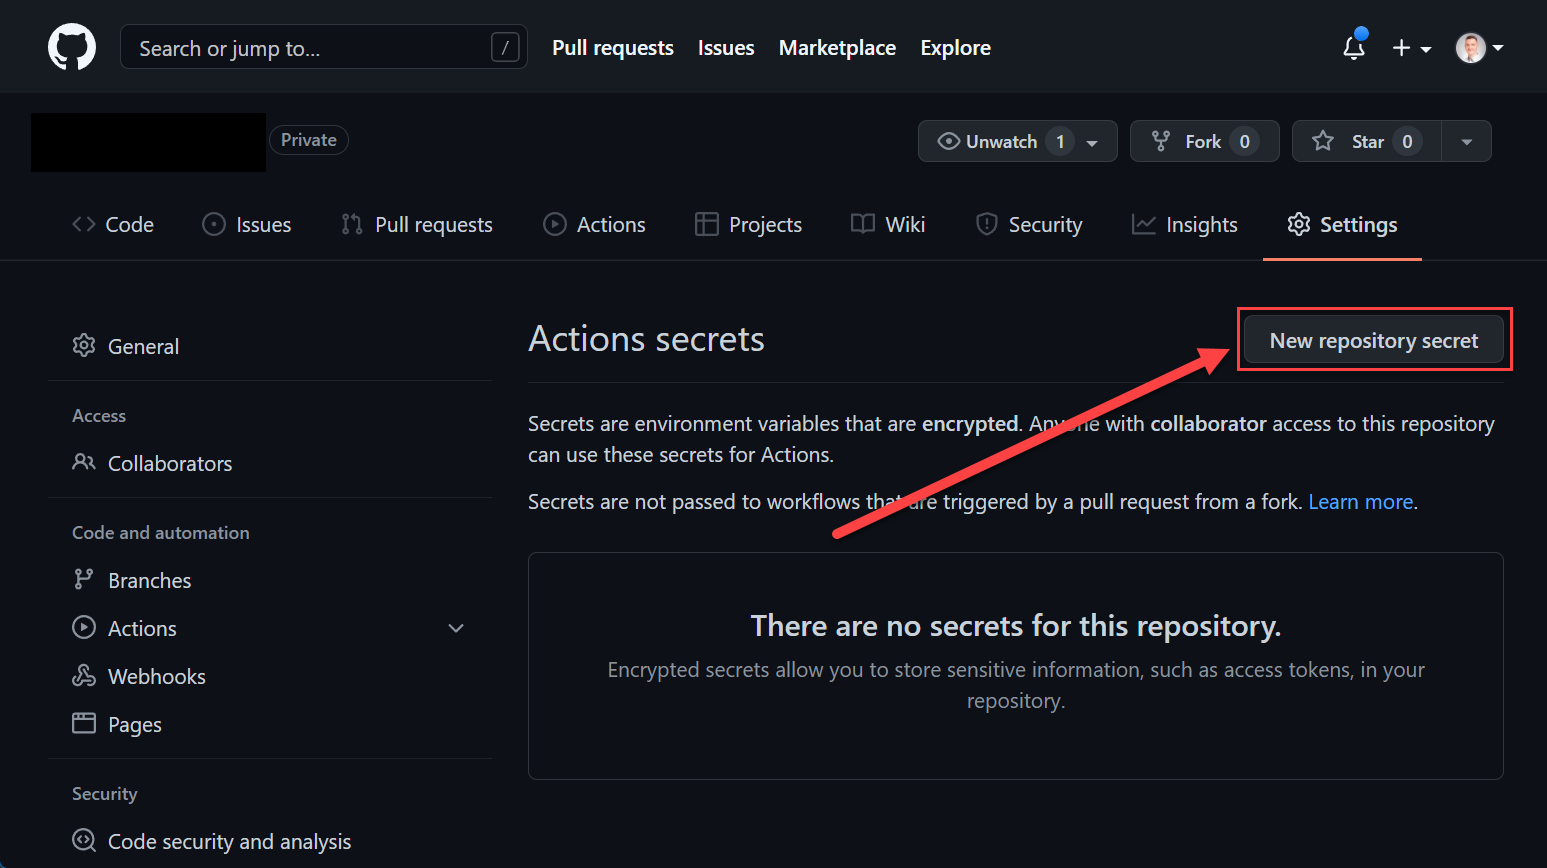 Search or jump to... /
Pull requests
Issues
Marketplace
Explore
Private
Unwatch 1
Fork 0
Star 0
Code
Issues
Pull requests
Actions
Projects
Wiki
Security
Insights
Settings
General
Access
Collaborators
Code and automation
Branches
Actions
Webhooks
Pages
Security
Code security and analysis
Actions secrets
New repository secret
Secrets are environment variables that are encrypted. Anyone with collaborator access to this repository
can use these secrets for Actions.
Secrets are not passed to workflows that are triggered by a pull request from a fork. Learn more.
There are no secrets for this repository.
Encrypted secrets allow you to store sensitive information, such as access tokens, in your
repository.